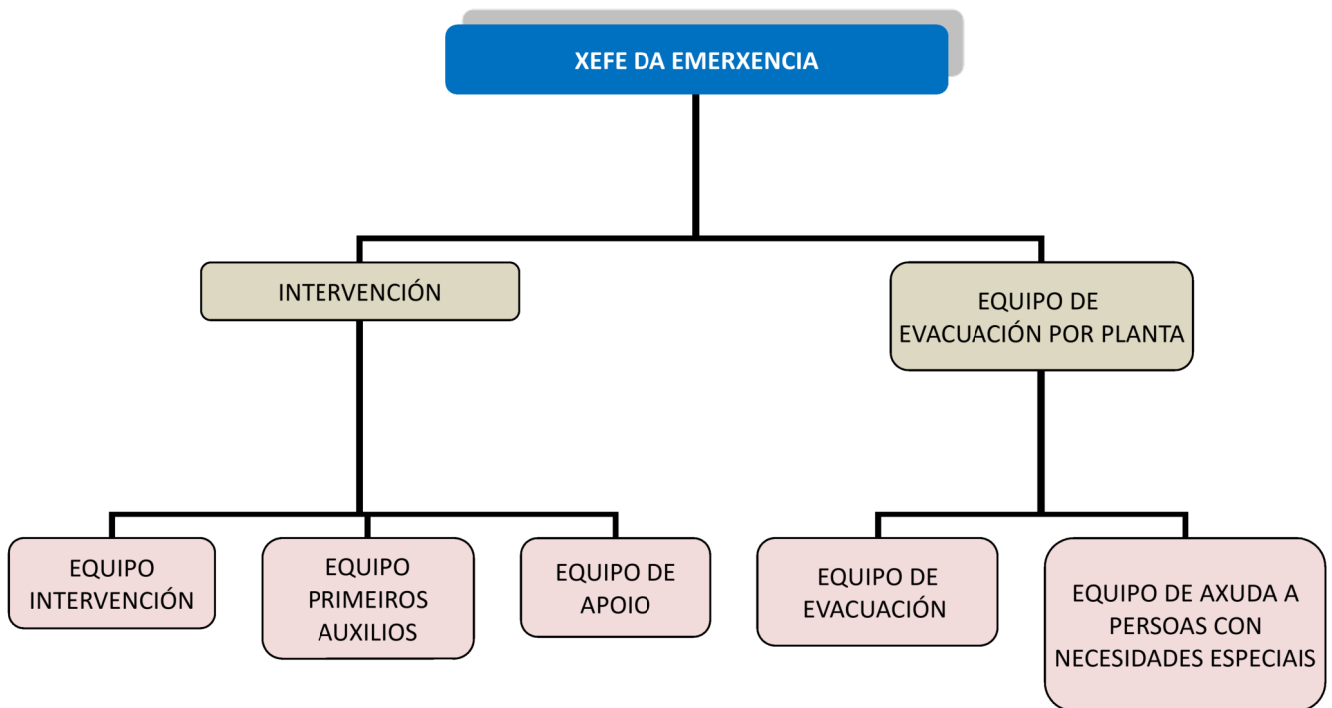 XEFE DA EMERXENCIA
INTERVENCIÓN
EQUIPO DE
EVACUACIÓN POR PLANTA
EQUIPO
INTERVENCIÓN
EQUIPO
PRIMEIROS
AUXILIOS
EQUIPO DE
APOIO
EQUIPO DE
EVACUACIÓN
EQUIPO DE AXUDA A
PERSOAS CON
NECESIDADES ESPECIAIS